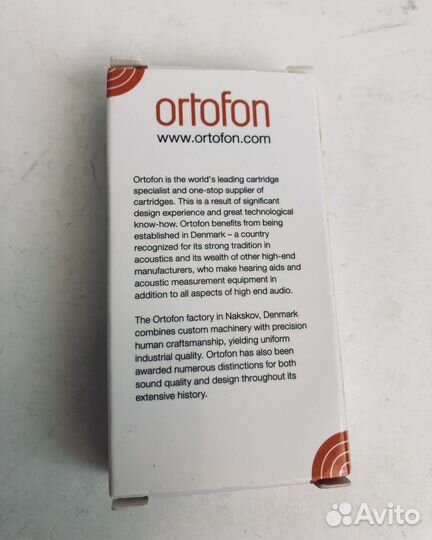 ortofon
www.ortofon.com
Ortofon is the world's leading cartridge
specialist and one-stop supplier of
cartridges. This is a result of significant
design experience and great technological
know-how. Ortofon benefits from being
established in Denmark – a country
recognized for its strong tradition in
acoustics and its wealth of other high-end
manufacturers, who make hearing aids and
acoustic measurement equipment in
addition to all aspects of high end audio.
The Ortofon factory in Nakskov, Denmark
combines custom machinery with precision
human craftsmanship, yielding uniform
industrial quality. Ortofon has also been
awarded numerous distinctions for both
sound quality and design throughout its
extensive history.
Avito